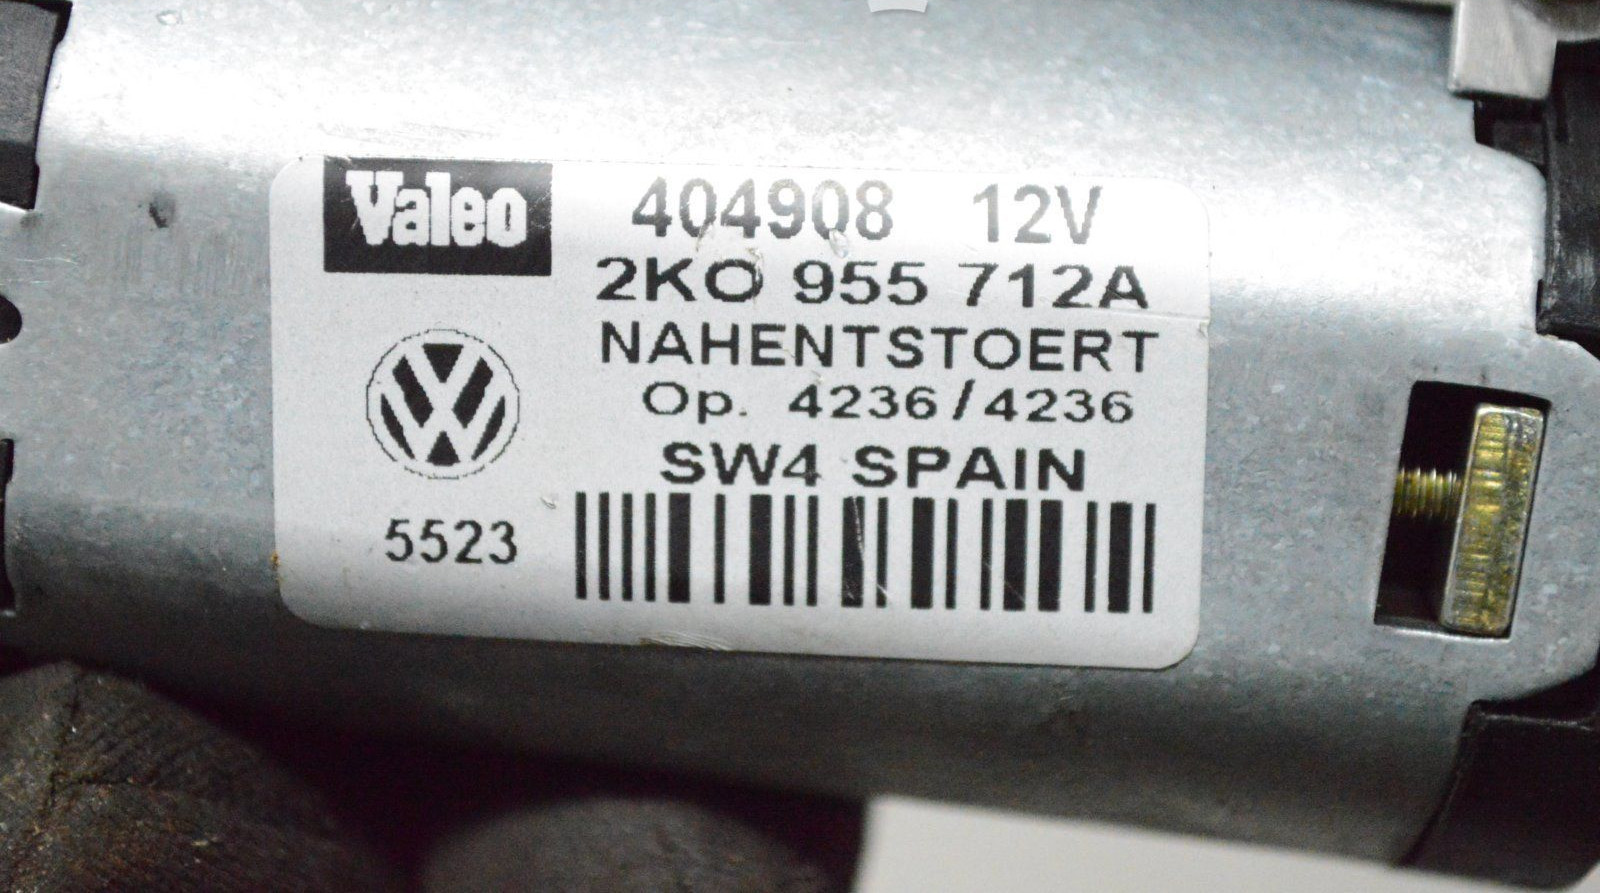 Valeo 404908 12V
2KO 955 712A
NAHENTSTOERT
Op. 4236/4236
SW4 SPAIN
5523